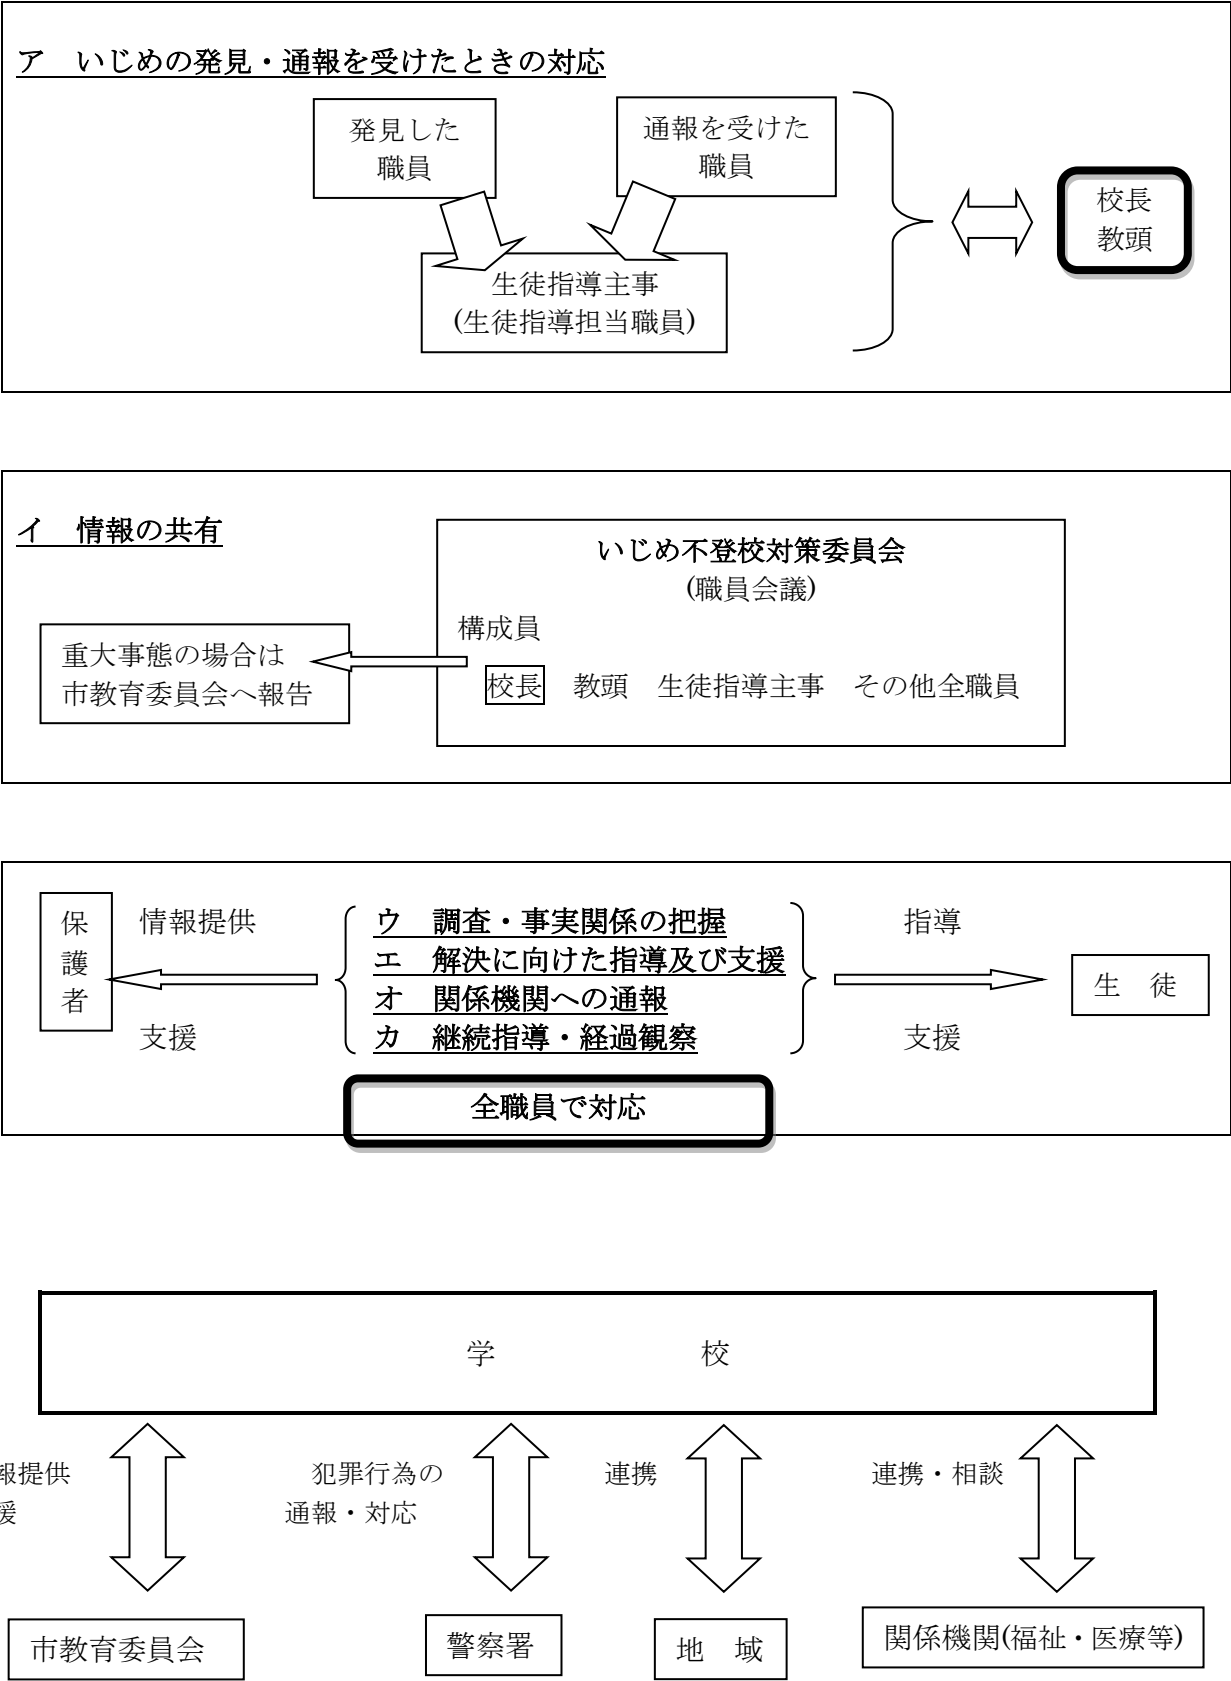 ア　いじめの発見・通報を受けたときの対応
発見した
職員
通報を受けた
職員
校長
教頭
生徒指導主事
(生徒指導担当職員)
イ　情報の共有
いじめ不登校対策委員会
(職員会議)
構成員
重大事態の場合は
市教育委員会へ報告
校長　教頭　生徒指導主事　その他全職員
保
護
者
情報提供
支援
ウ　調査・事実関係の把握
エ　解決に向けた指導及び支援
オ　関係機関への通報
カ　継続指導・経過観察
指導
支援
生　徒
全職員で対応
学　校
報提供
援
犯罪行為の
通報・対応
連携
連携・相談
市教育委員会
警察署
地　域
関係機関(福祉・医療等)